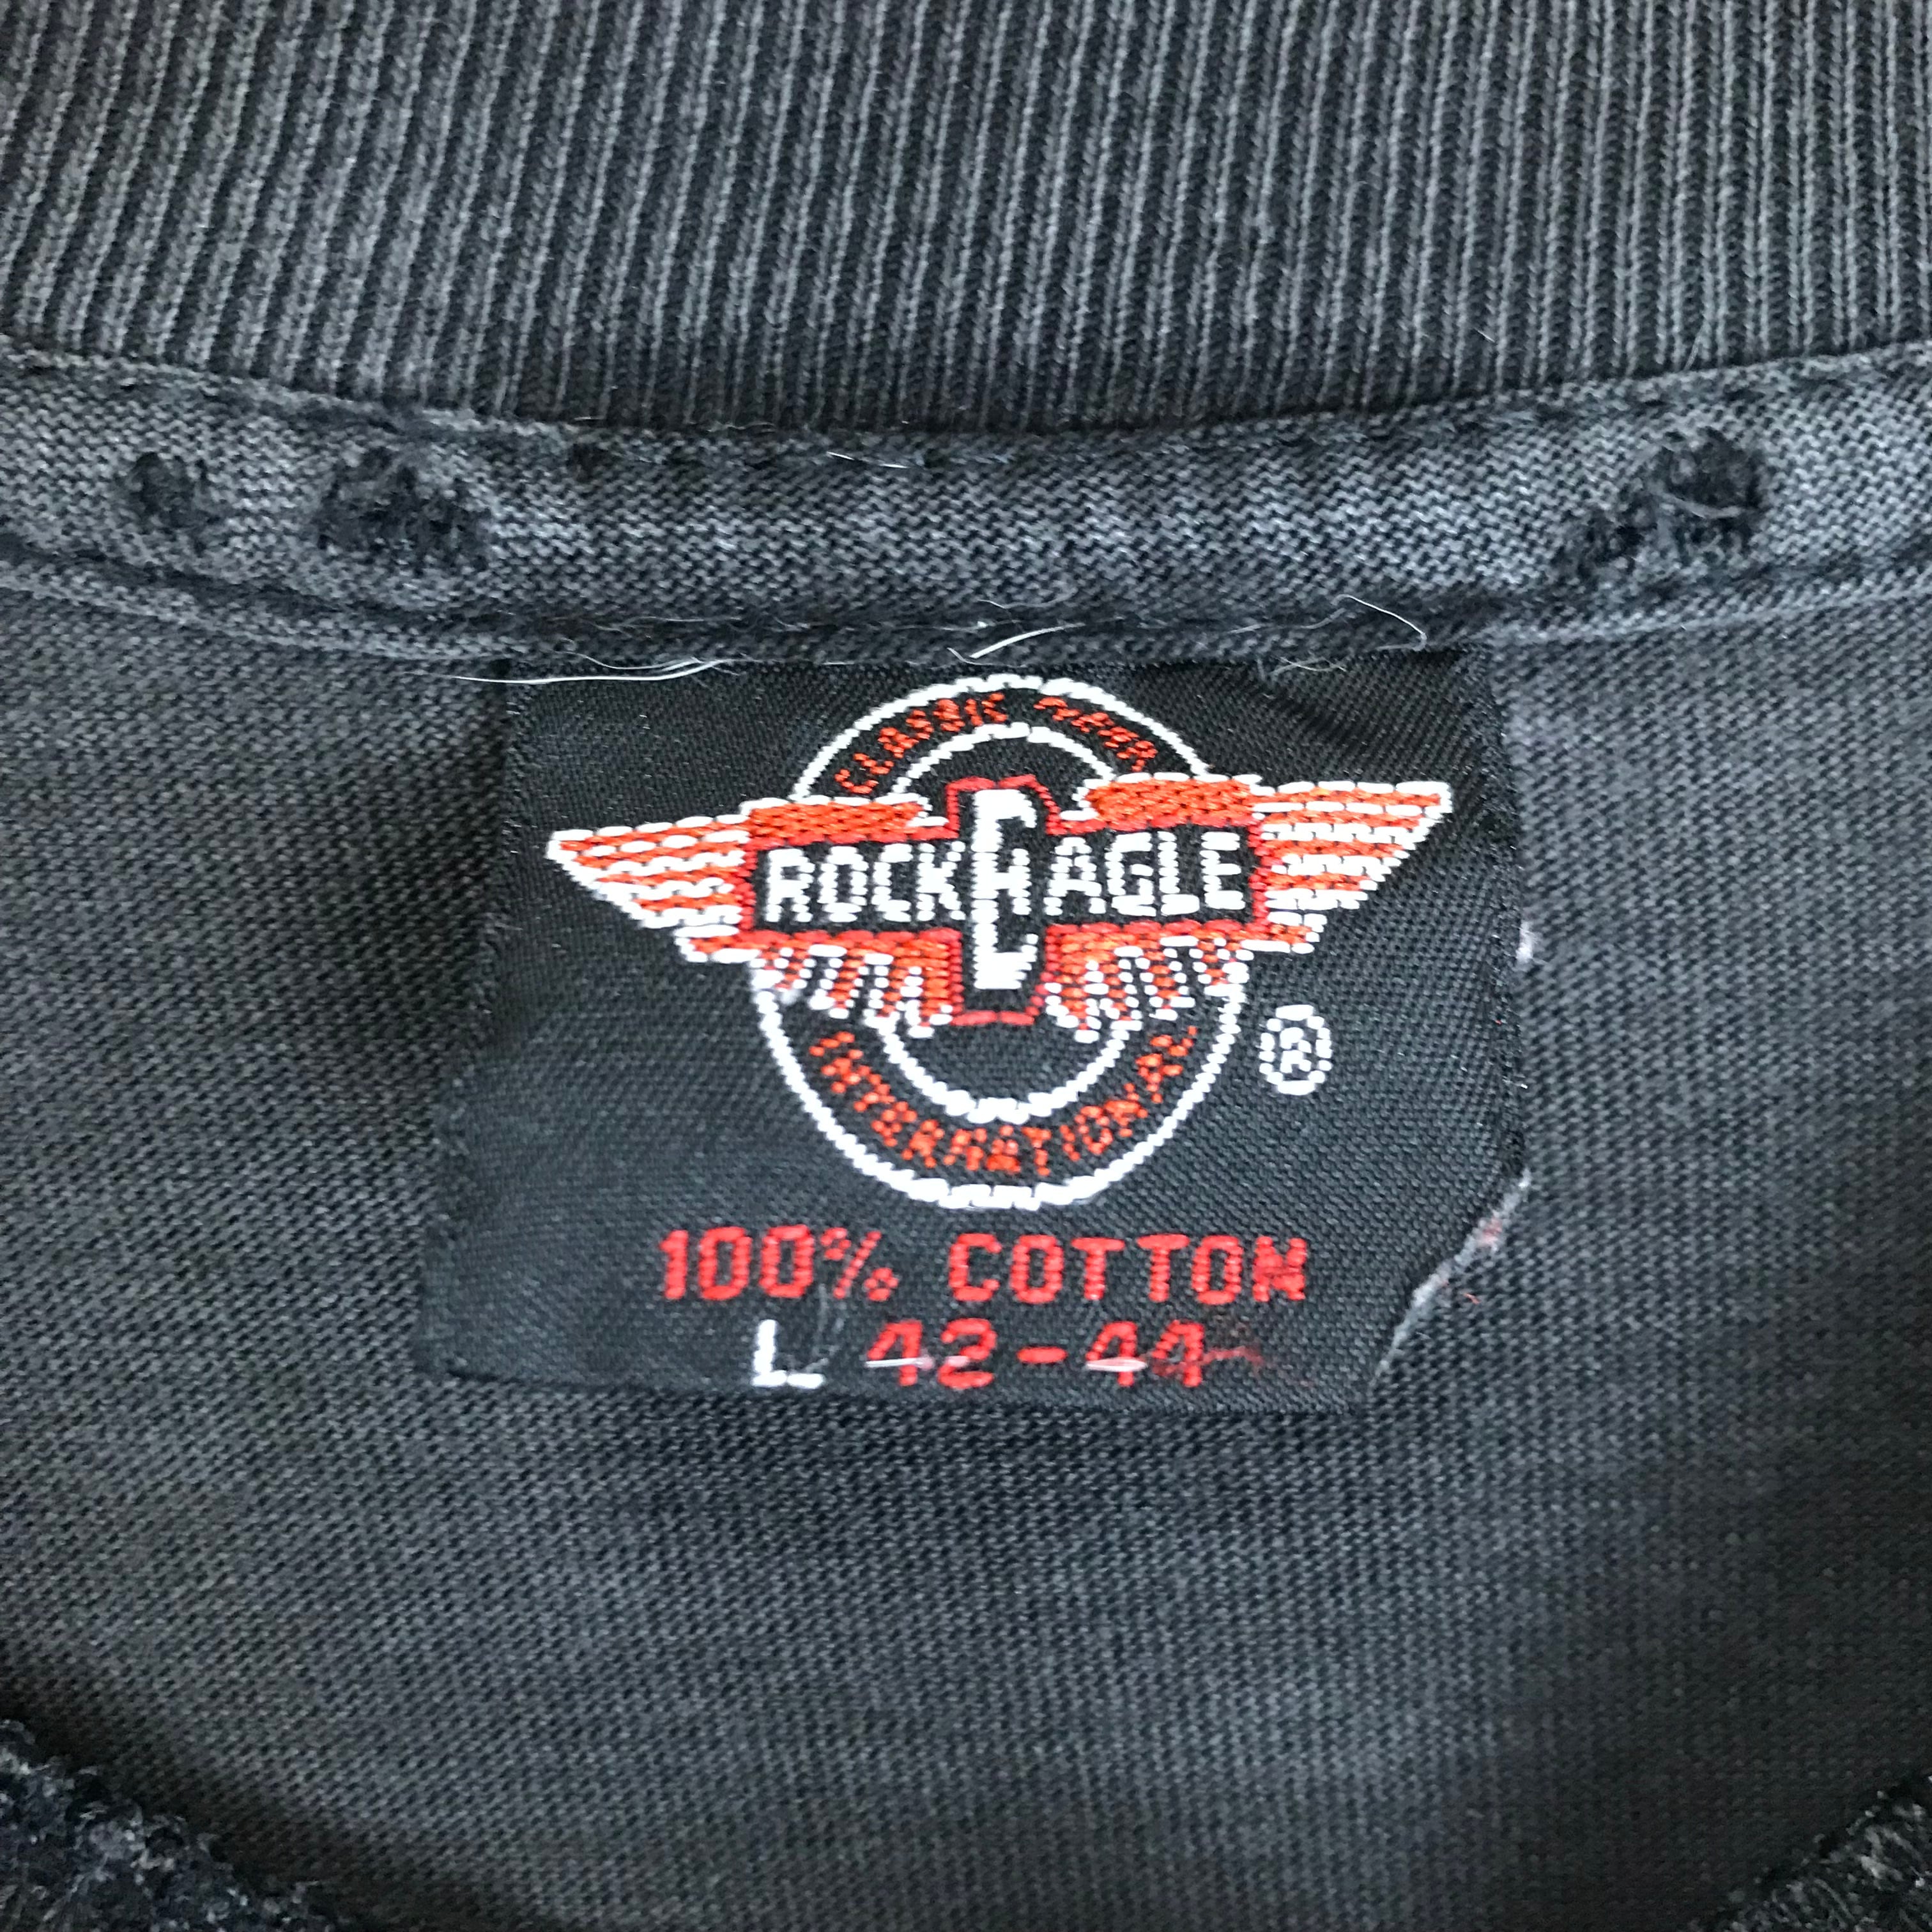 CLASSIC
ROCK EAGLE
INTERNATIONAL
®
100% COTTON
L 42-44